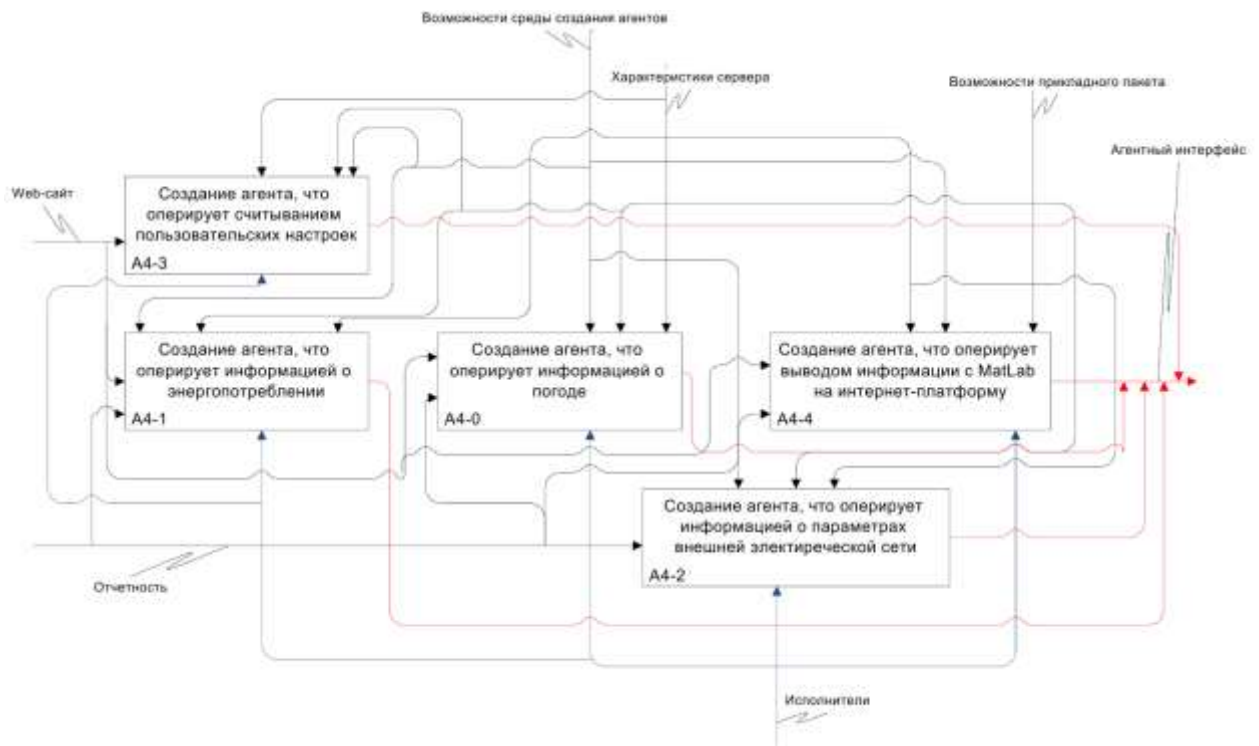 Возможности среды создания агентов
Характеристики сервера
Возможности прикладного пакета
Агентный интерфейс
Web-сайт
Создание агента, что
оперирует считыванием
пользовательских настроек
A4-3
Создание агента, что
оперирует информацией о
энергопотреблении
A4-1
Создание агента, что
оперирует информацией о
погоде
A4-0
Создание агента, что оперирует
выводом информации с MatLab
на интернет-платформу
A4-4
Создание агента, что оперирует
информацией о параметрах
внешней электиреческой сети
A4-2
Отчетность
Исполнители